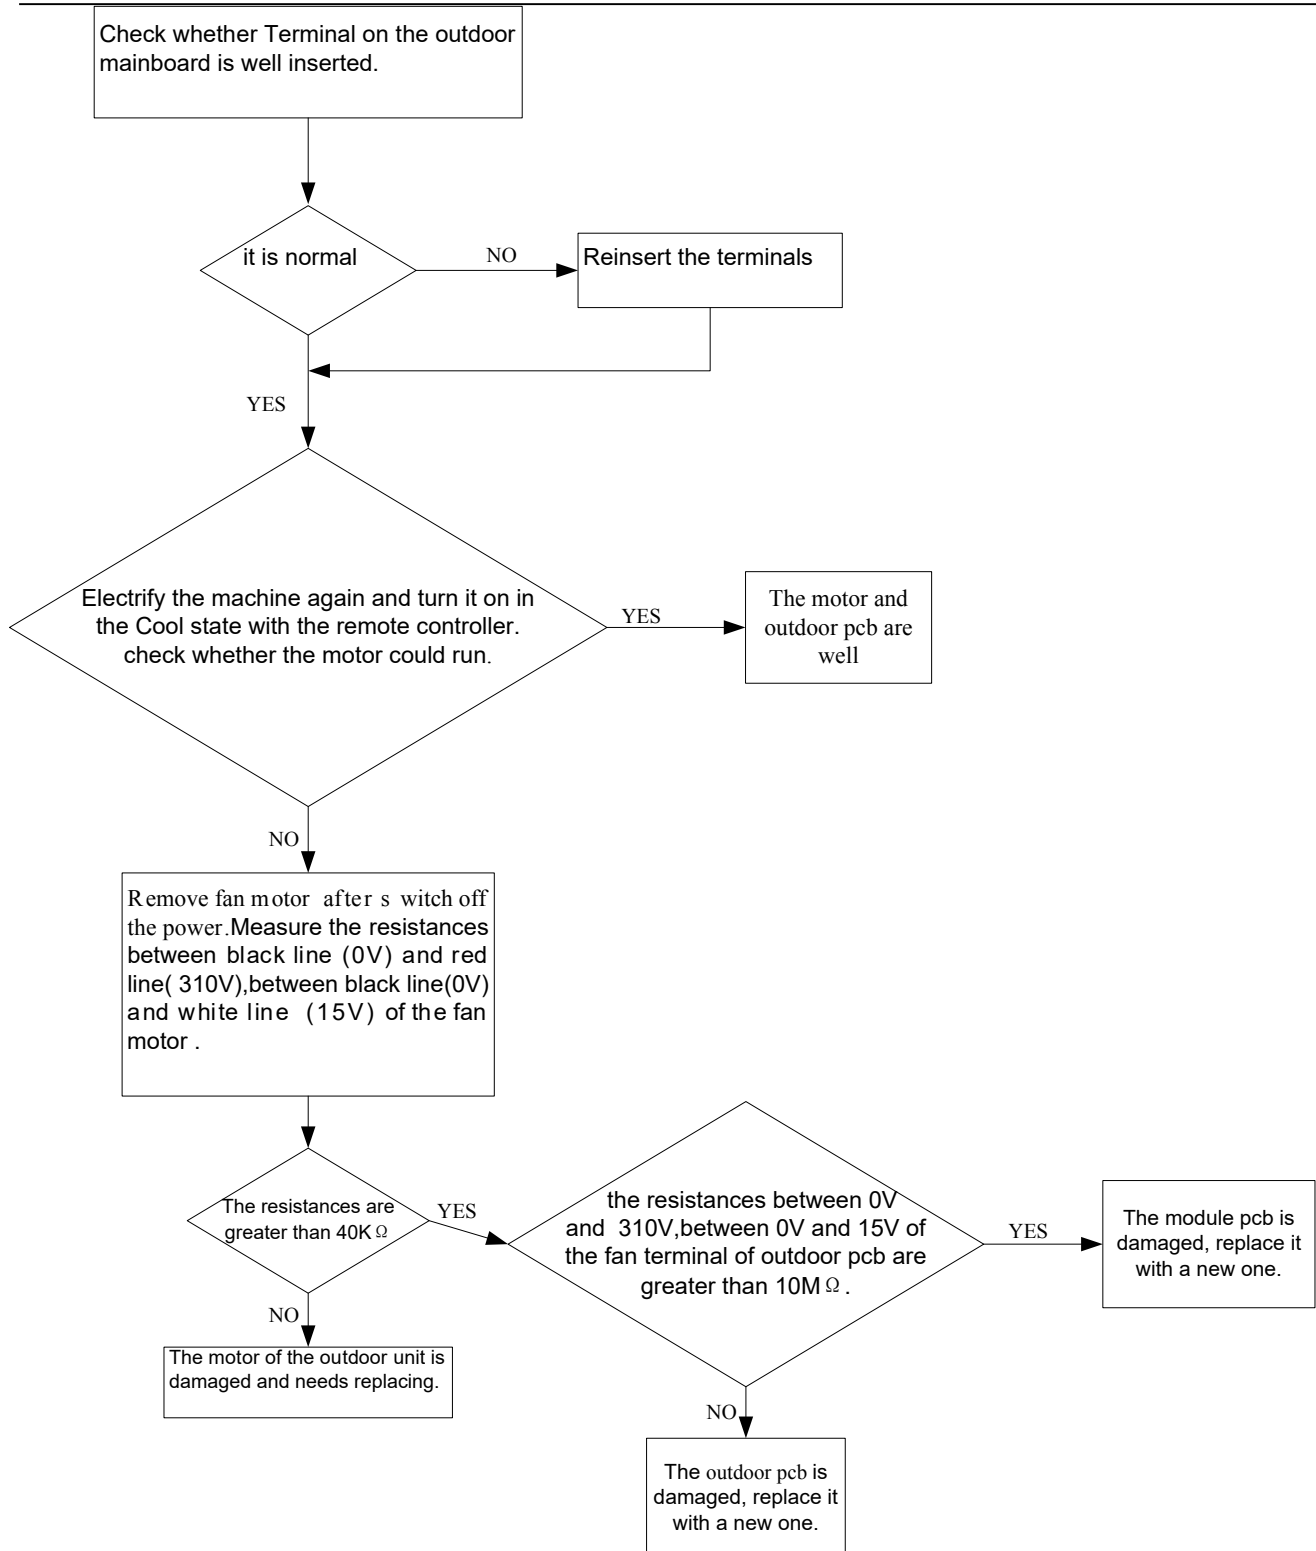 Check whether Terminal on the outdoor
mainboard is well inserted.
it is normal
NO
Reinsert the terminals
YES
Electrify the machine again and turn it on in
the Cool state with the remote controller.
check whether the motor could run.
YES
The motor and
outdoor pcb are
well
NO
Remove fan motor after s witch off
the power.Measure the resistances
between black line (0V) and red
line( 310V),between black line(0V)
and white line (15V) of the fan
motor .
The resistances are
greater than 40K Ω
YES
the resistances between 0V
and 310V,between 0V and 15V of
the fan terminal of outdoor pcb are
greater than 10M Ω .
YES
The module pcb is
damaged, replace it
with a new one.
NO
The motor of the outdoor unit is
damaged and needs replacing.
NO
The outdoor pcb is
damaged, replace it
with a new one.